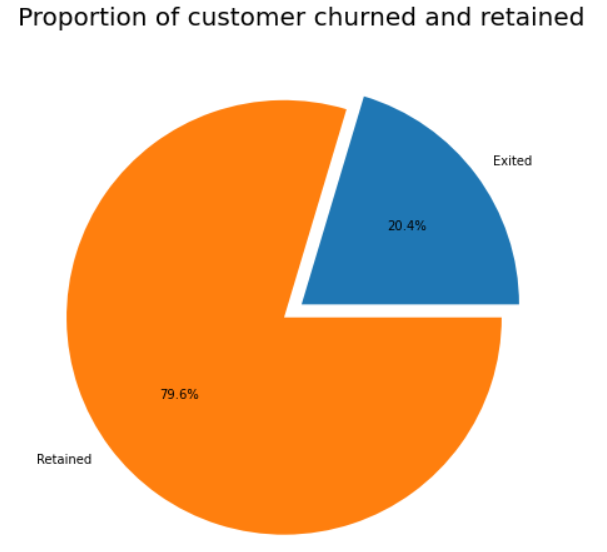 Proportion of customer churned and retained
Exited
20.4%
79.6%
Retained